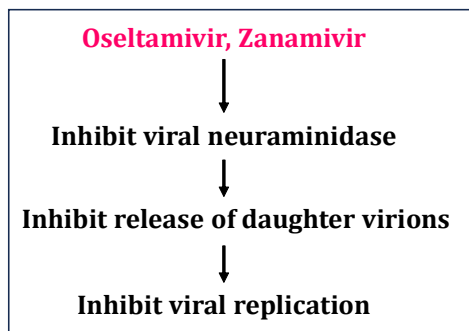 Oseltamivir, Zanamivir
Inhibit viral neuraminidase
Inhibit release of daughter virions
Inhibit viral replication